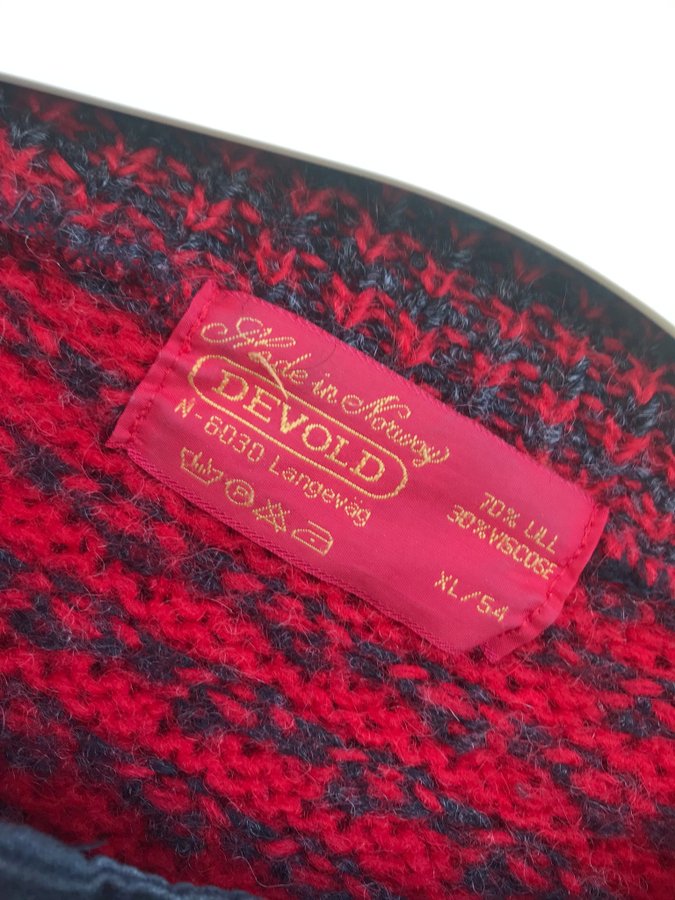 Made in Norway
DEVOLD
N-6030 Langevåg
70% ULL
30% VISCOSE
XL/54